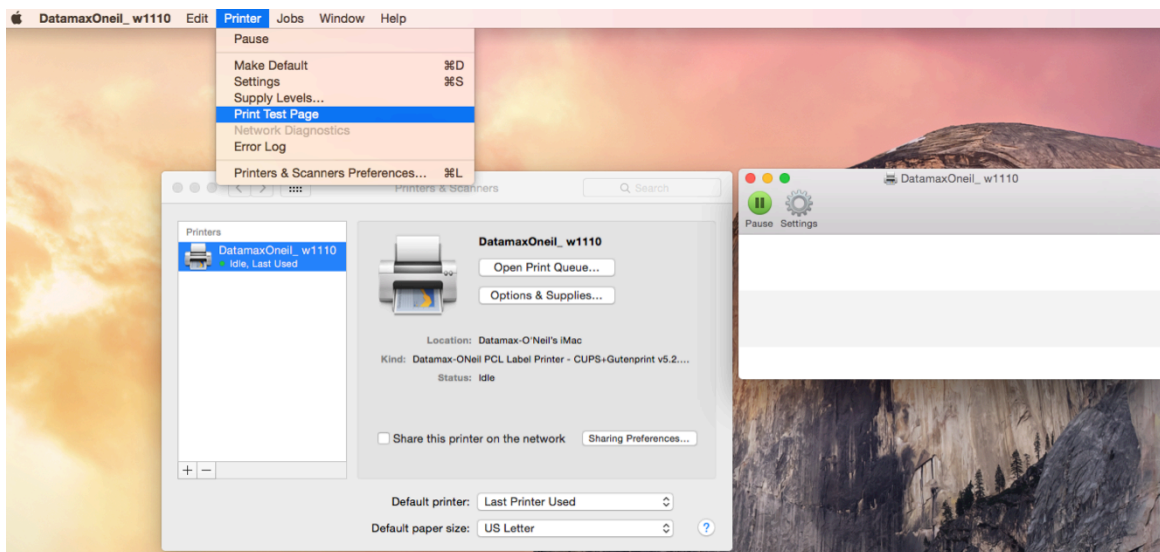 DatamaxOneil_ w1110 Edit Printer Jobs Window Help
Pause
Make Default ⌘D
Settings ⌘S
Supply Levels...
Print Test Page
Network Diagnostics
Error Log
Printers & Scanners Preferences... ⌘L
Printers & Scanners
Search
Printers
DatamaxOneil_ w1110
Idle, Last Used
DatamaxOneil_ w1110
Open Print Queue...
Options & Supplies...
Location: Datamax-O'Neil's iMac
Kind: Datamax-ONeil PCL Label Printer - CUPS+Gutenprint v5.2....
Status: Idle
Share this printer on the network
Sharing Preferences...
+ −
Default printer: Last Printer Used
Default paper size: US Letter
?
DatamaxOneil_ w1110
Pause Settings